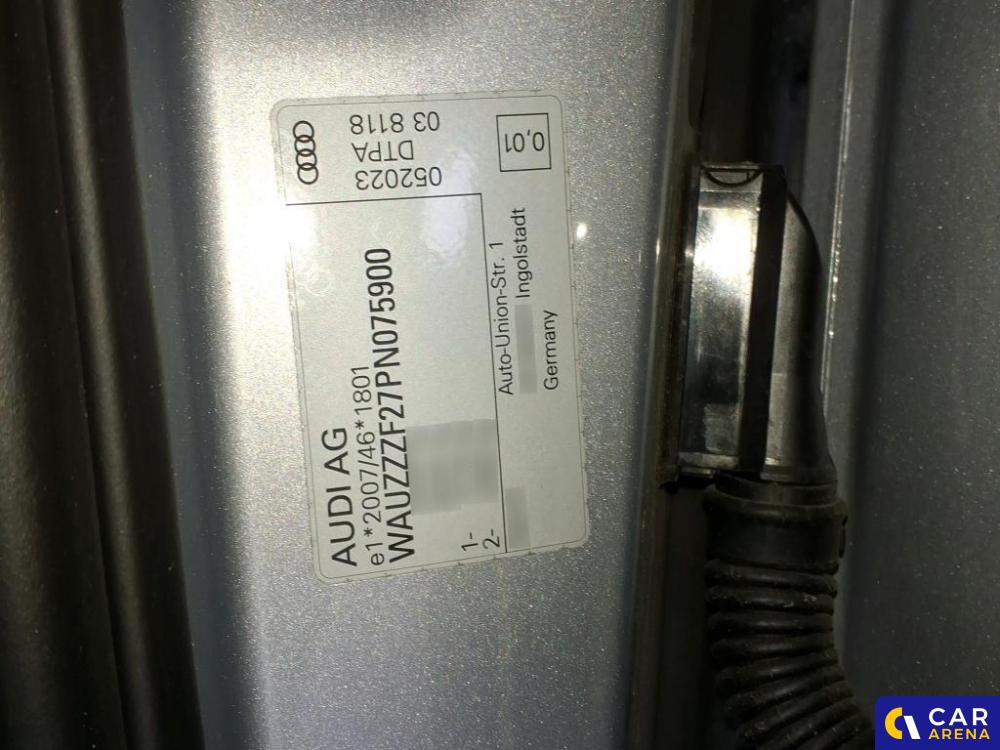 AUDI AG
e1*2007/46*1801
WAUZZZF27PN075900
1-
2-
052023
DTPA
03 8118
0,01
Auto-Union-Str. 1
Ingolstadt
Germany
CAR
ARENA